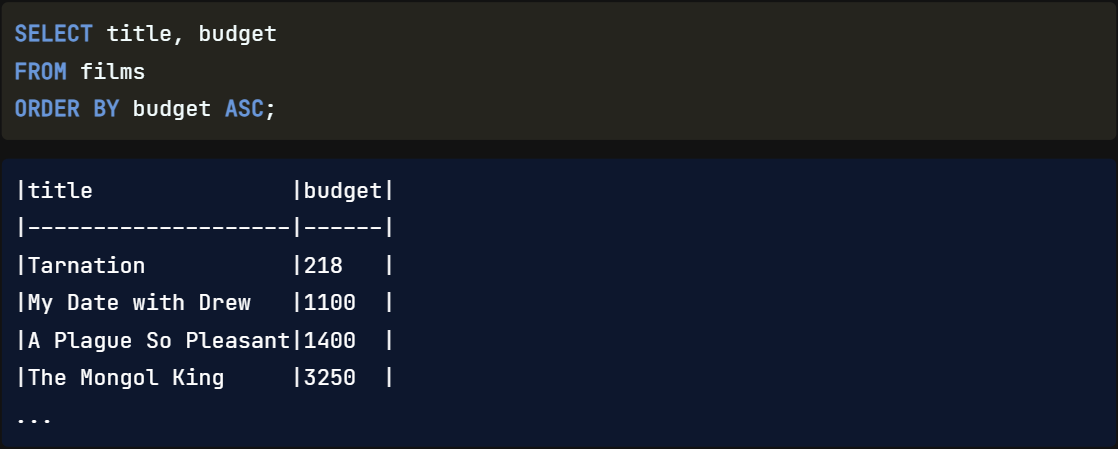 SELECT title, budget
FROM films
ORDER BY budget ASC;
|title               |budget|
|--------------------|------|
|Tarnation           |218   |
|My Date with Drew   |1100  |
|A Plague So Pleasant|1400  |
|The Mongol King     |3250  |
...